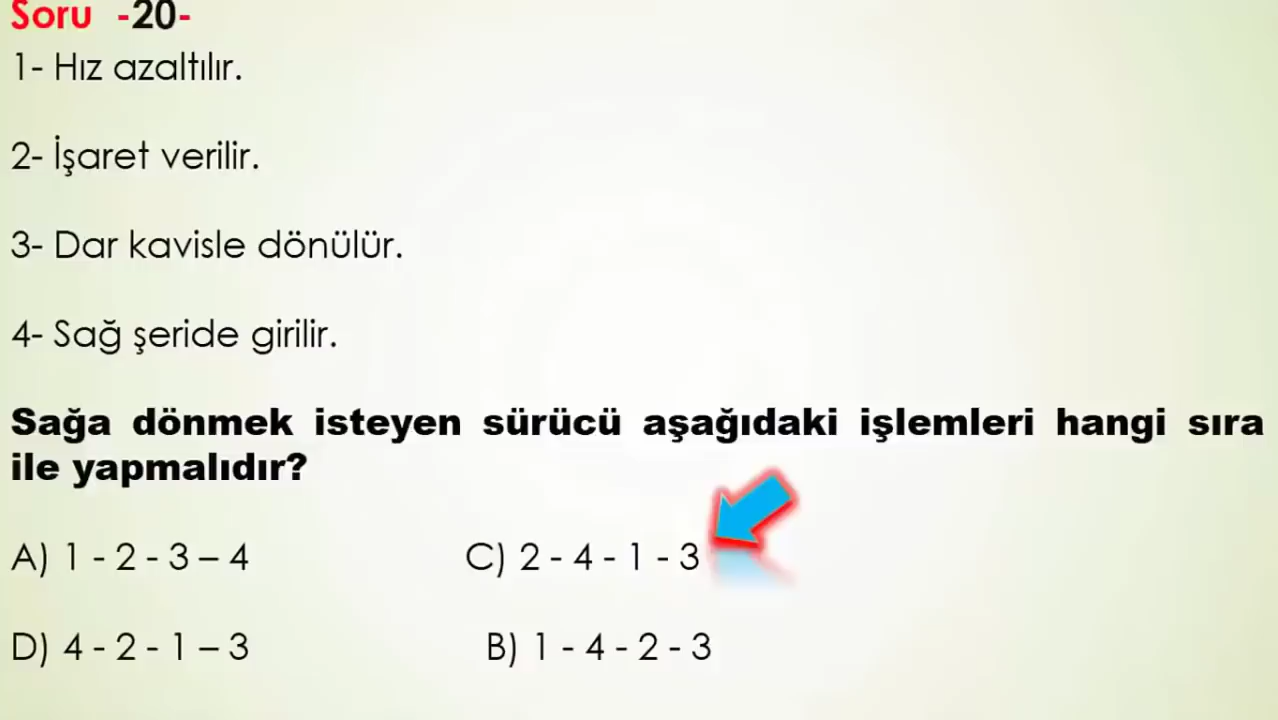 Soru -20-
1- Hız azaltılır.
2- İşaret verilir.
3- Dar kavisle dönülür.
4- Sağ şeride girilir.
Sağa dönmek isteyen sürücü aşağıdaki işlemleri hangi sıra
ile yapmalıdır?
A) 1 - 2 - 3 – 4 C) 2 - 4 - 1 - 3
D) 4 - 2 - 1 – 3 B) 1 - 4 - 2 - 3